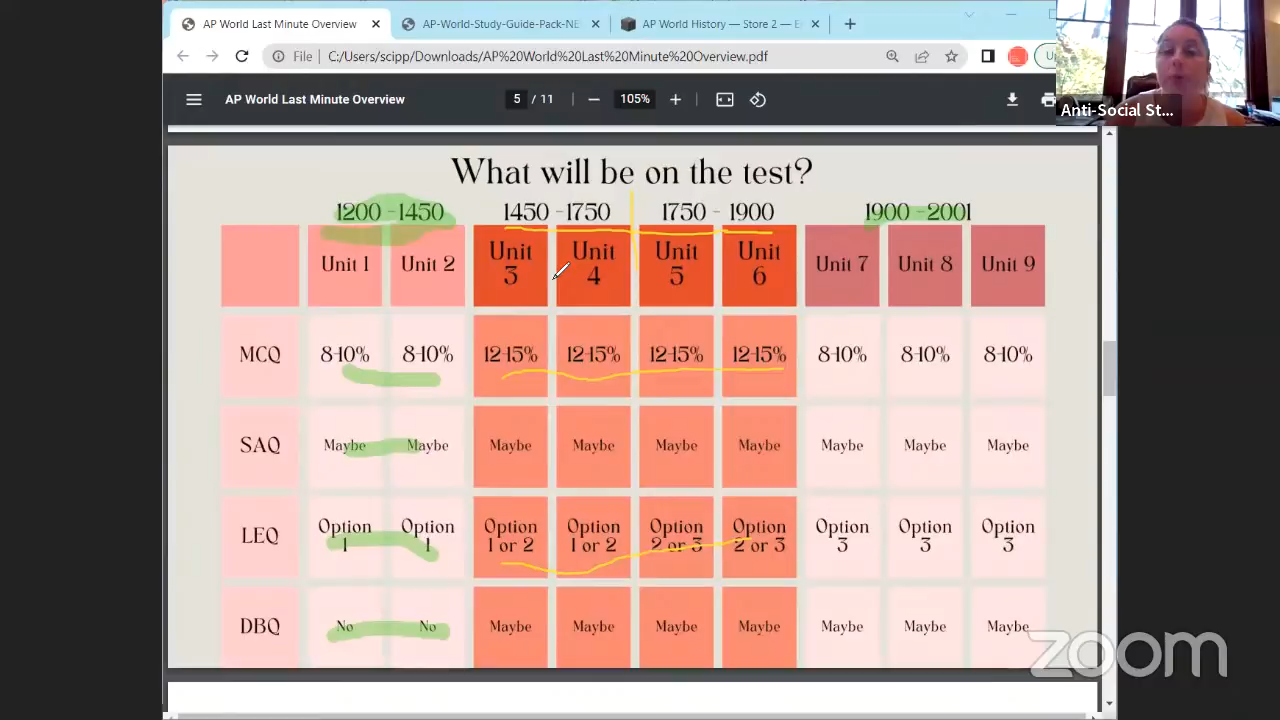 AP World Last Minute Overview
AP-World-Study-Guide-Pack-NE
AP World History — Store 2 — E
File
C:/Users/scipp/Downloads/AP%20World%20Last%20Minute%20Overview.pdf
AP World Last Minute Overview
5 / 11
105%
Anti-Social St...
What will be on the test?
1200 - 1450 1450 - 1750 1750 - 1900 1900 - 2001
Unit 1 Unit 2 Unit 3 Unit 4 Unit 5 Unit 6 Unit 7 Unit 8 Unit 9
MCQ 8-10% 8-10% 12-15% 12-15% 12-15% 12-15% 8-10% 8-10% 8-10%
SAQ Maybe Maybe Maybe Maybe Maybe Maybe Maybe Maybe Maybe
LEQ Option 1 Option 1 Option 1 or 2 Option 1 or 2 Option 2 or 3 Option 2 or 3 Option 3 Option 3 Option 3
DBQ No No Maybe Maybe Maybe Maybe Maybe Maybe Maybe
zoom